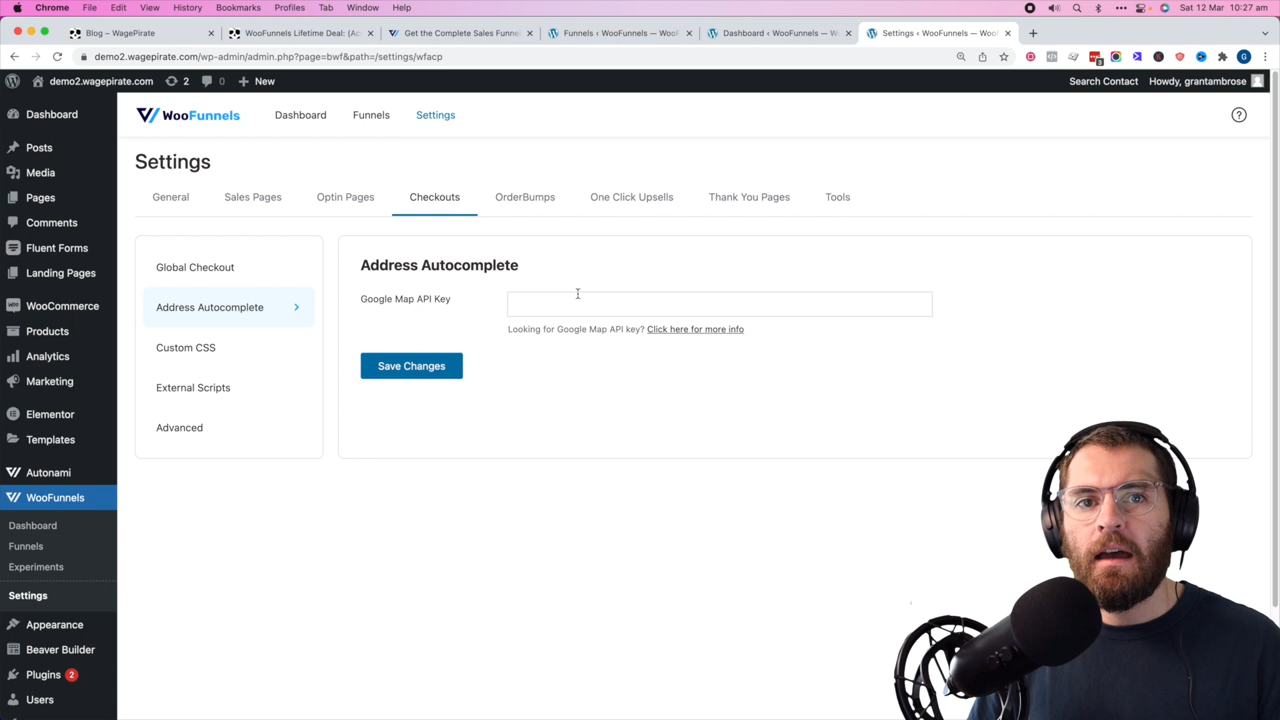 Chrome File Edit View History Bookmarks Profiles Tab Window Help
Sat 12 Mar 10:27 am
Blog – WagePirate
WooFunnels Lifetime Deal: (Ac
Get the Complete Sales Funne
Funnels ‹ WooFunnels — WooF
Dashboard ‹ WooFunnels — W
Settings ‹ WooFunnels — WooF
demo2.wagepirate.com/wp-admin/admin.php?page=bwf&path=/settings/wfacp
3
G
demo2.wagepirate.com 2 0 New
Search Contact Howdy, grantambrose
Dashboard
Posts
Media
Pages
Comments
Fluent Forms
Landing Pages
WooCommerce
Products
Analytics
Marketing
Elementor
Templates
Autonami
WooFunnels
Dashboard
Funnels
Experiments
Settings
Appearance
Beaver Builder
Plugins 2
Users
WooFunnels Dashboard Funnels Settings
?
Settings
General Sales Pages Optin Pages Checkouts OrderBumps One Click Upsells Thank You Pages Tools
Global Checkout
Address Autocomplete
Custom CSS
External Scripts
Advanced
Address Autocomplete
Google Map API Key
Looking for Google Map API key? Click here for more info
Save Changes